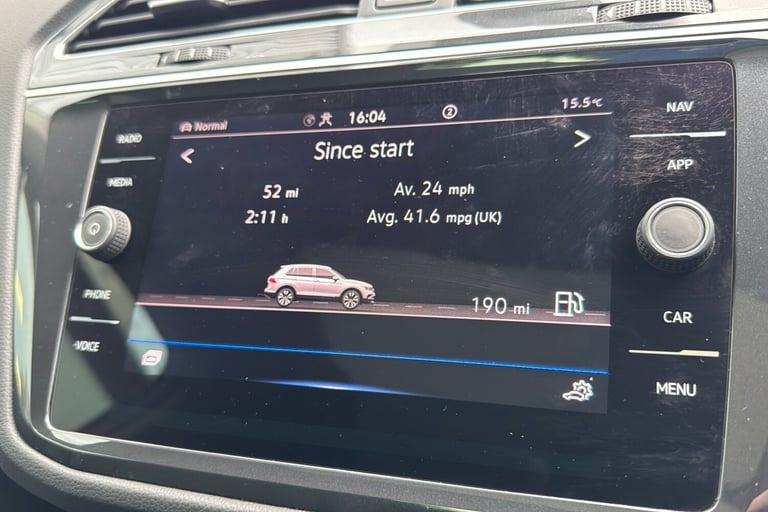 RADIO
MEDIA
PHONE
VOICE
Normal
16:04
2
15.5°C
< Since start >
52 mi
Av. 24 mph
2:11 h
Avg. 41.6 mpg (UK)
190 mi
NAV
APP
CAR
MENU